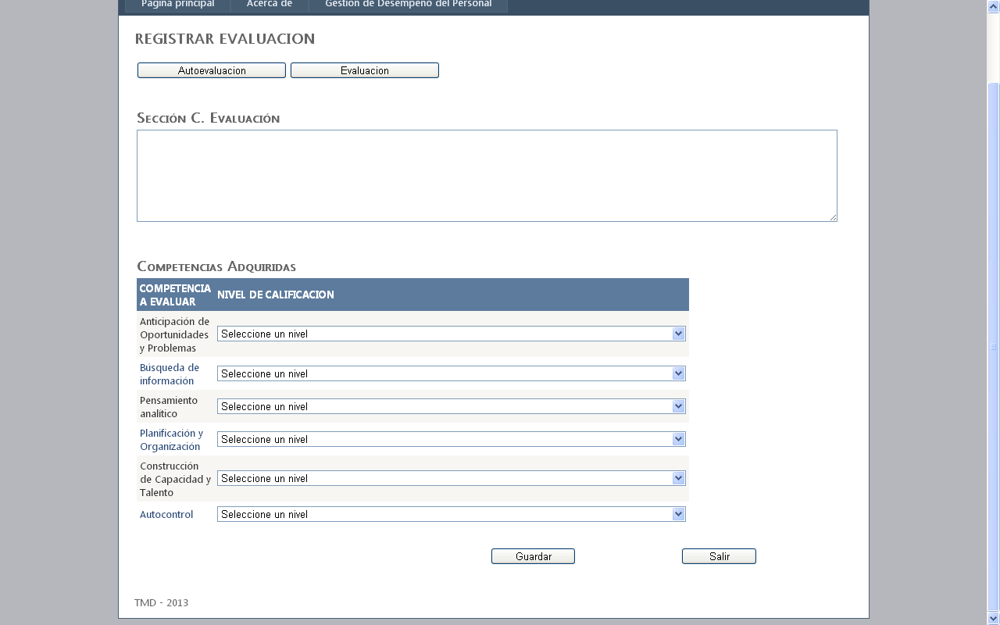 Página principal Acerca de Gestión de Desempeño del Personal
REGISTRAR EVALUACION
Autoevaluacion Evaluacion
Sección C. Evaluación
Competencias Adquiridas
COMPETENCIA
A EVALUAR
NIVEL DE CALIFICACION
Anticipación de
Oportunidades
y Problemas
Seleccione un nivel
Búsqueda de
información
Seleccione un nivel
Pensamiento
analítico
Seleccione un nivel
Planificación y
Organización
Seleccione un nivel
Construcción
de Capacidad y
Talento
Seleccione un nivel
Autocontrol
Seleccione un nivel
Guardar Salir
TMD - 2013